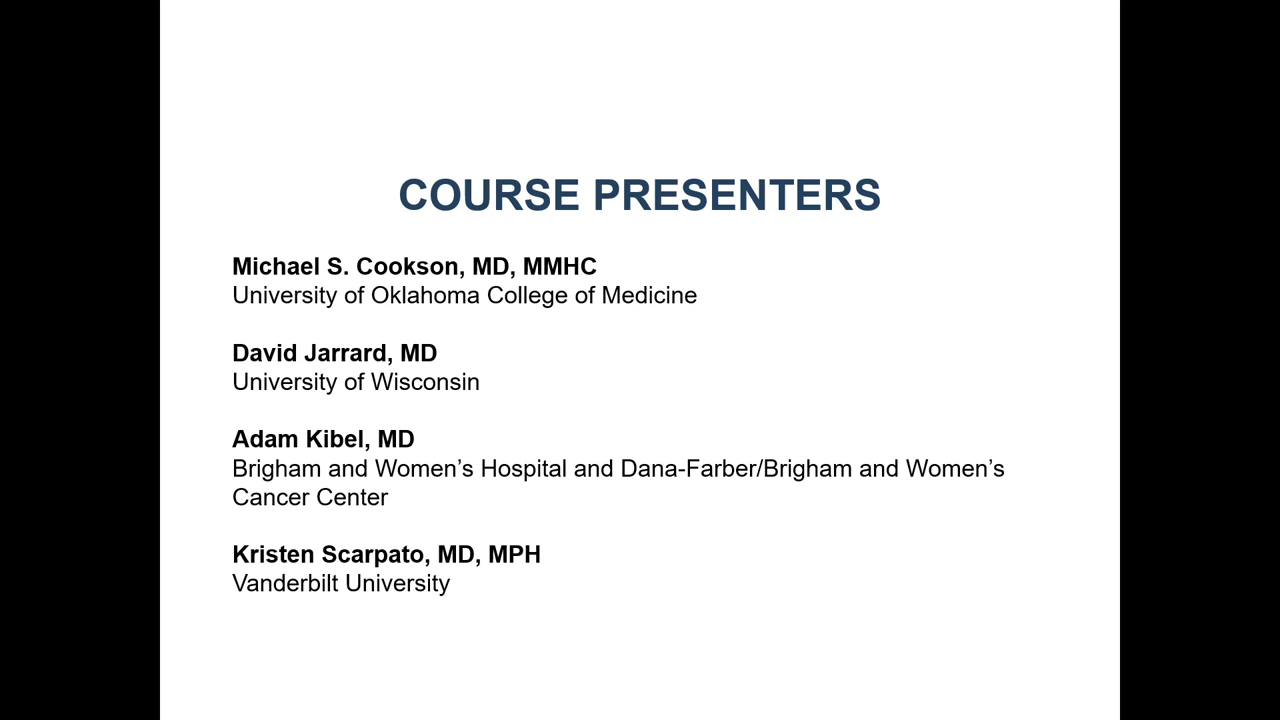 COURSE PRESENTERS
Michael S. Cookson, MD, MMHC
University of Oklahoma College of Medicine
David Jarrard, MD
University of Wisconsin
Adam Kibel, MD
Brigham and Women’s Hospital and Dana-Farber/Brigham and Women’s
Cancer Center
Kristen Scarpato, MD, MPH
Vanderbilt University